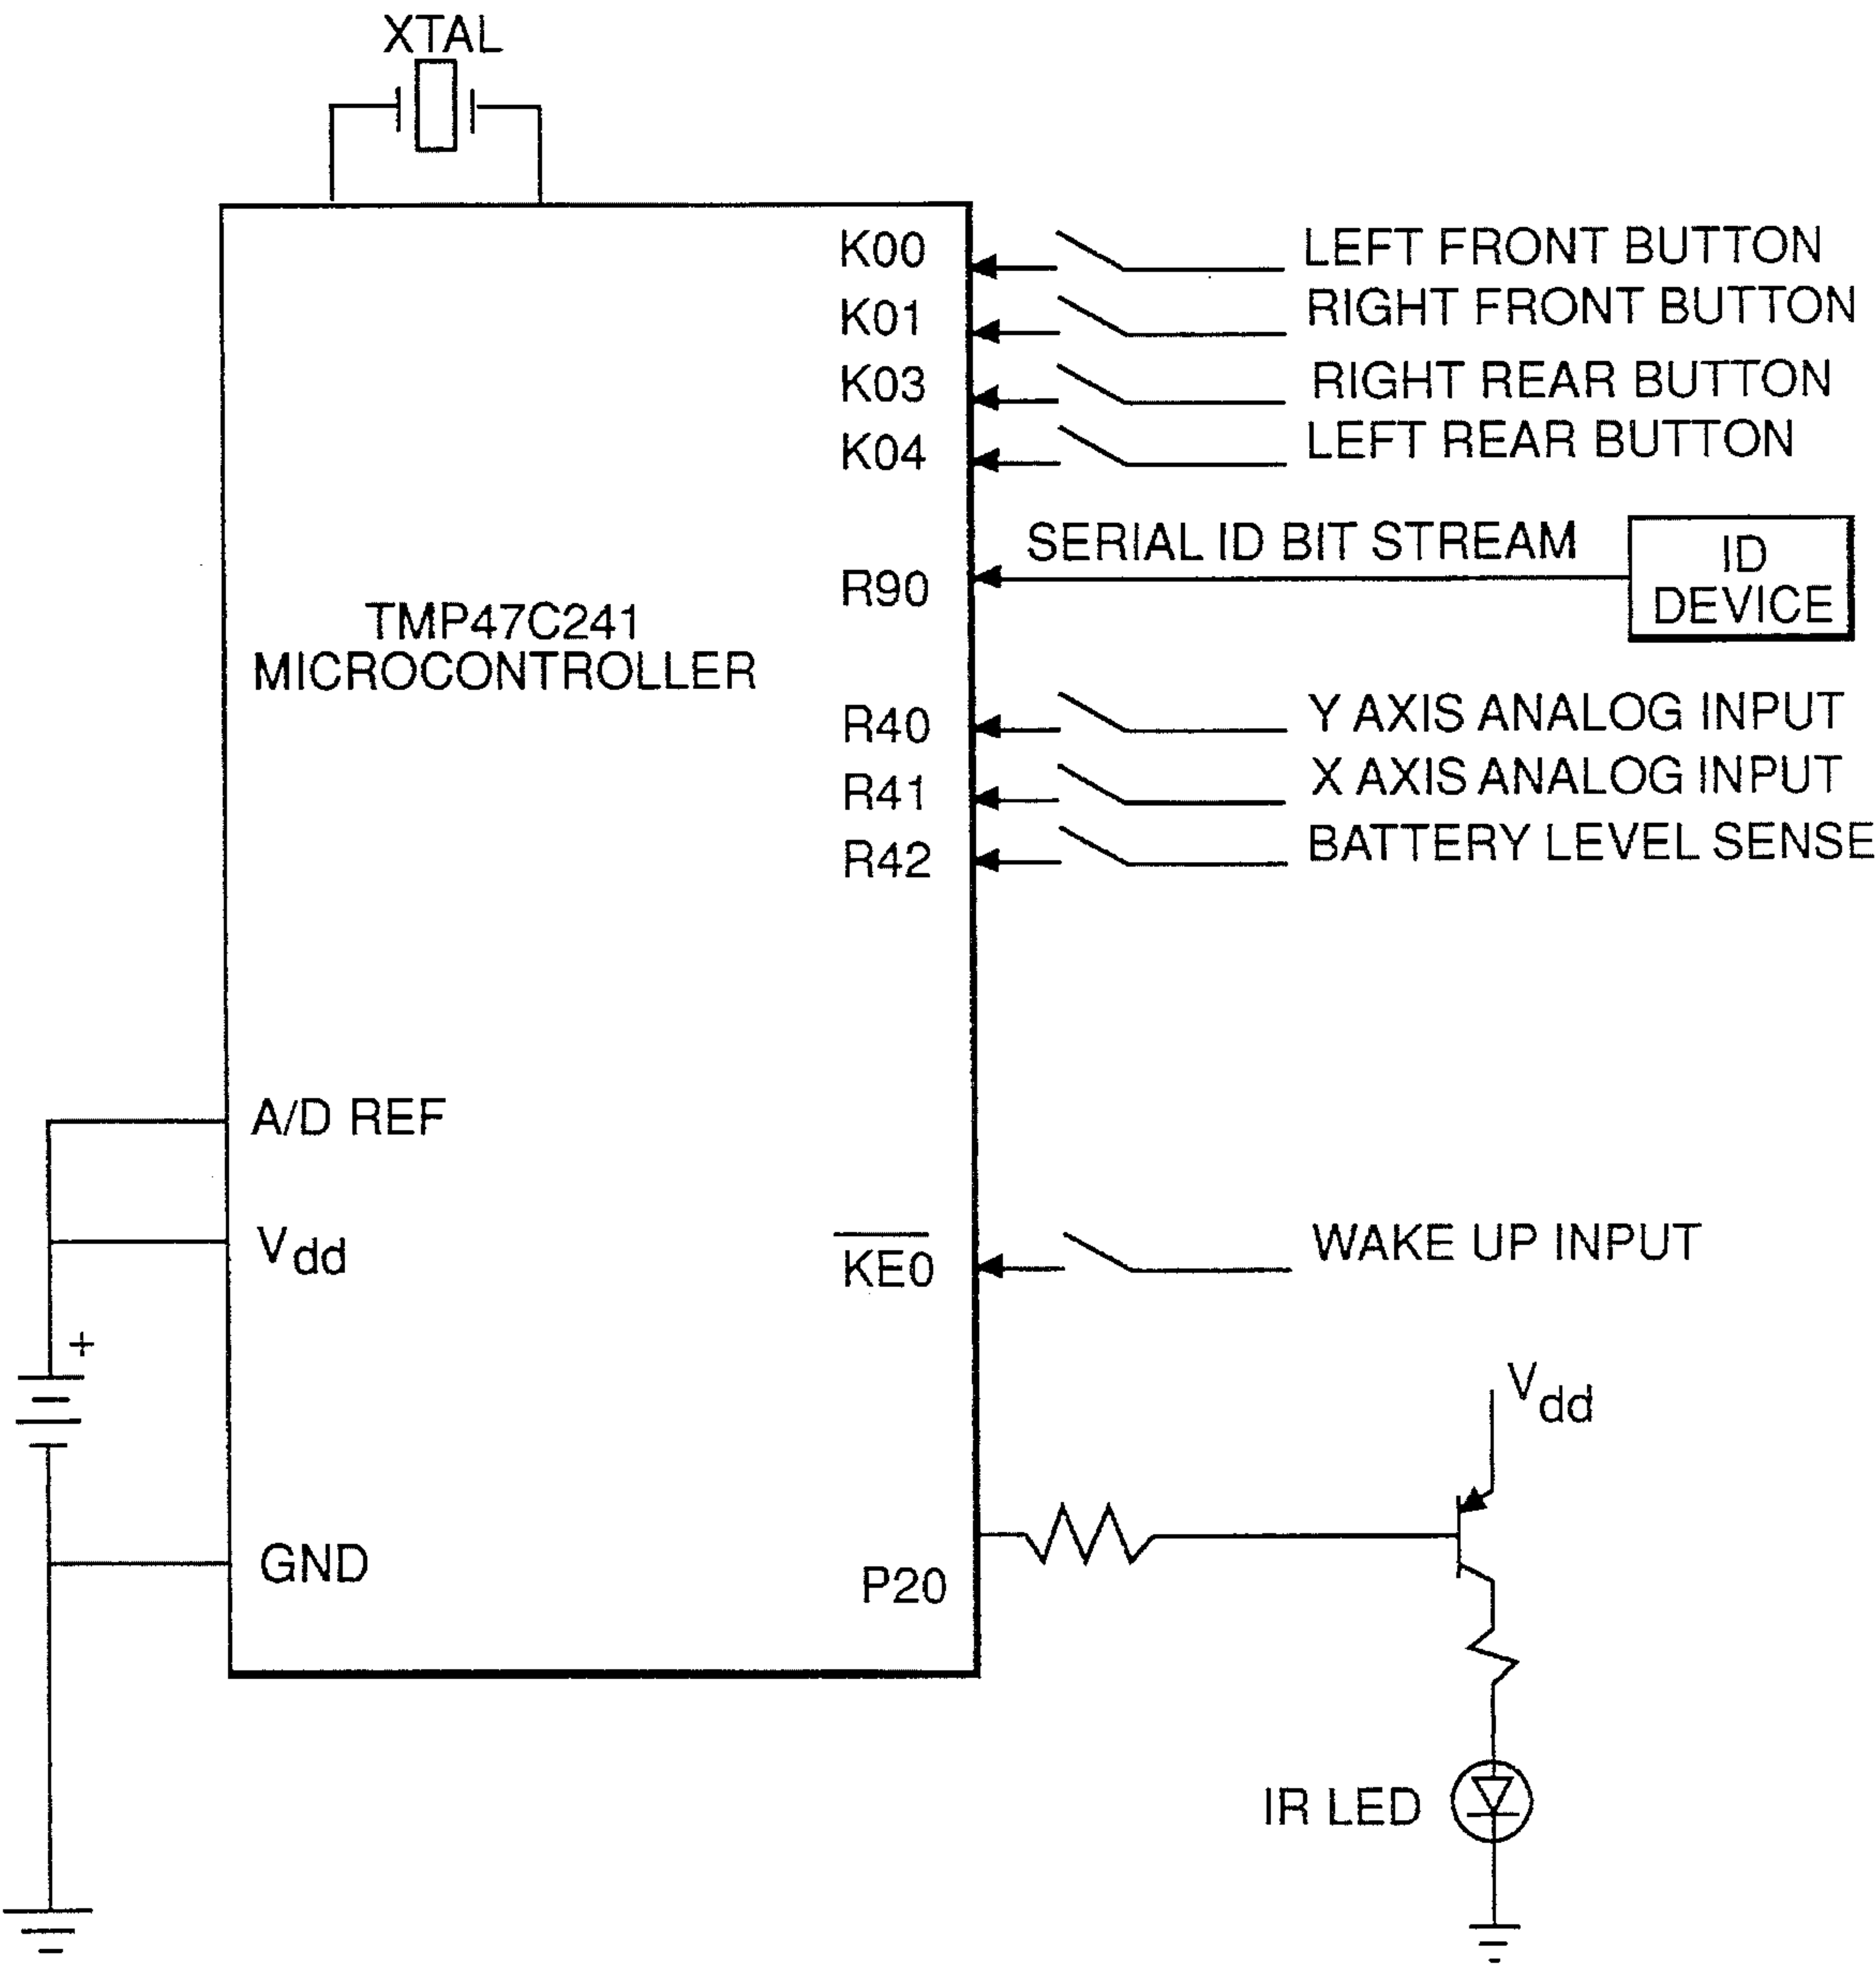 XTAL
K00
LEFT FRONT BUTTON
K01
RIGHT FRONT BUTTON
K03
RIGHT REAR BUTTON
K04
LEFT REAR BUTTON
SERIAL ID BIT STREAM
ID
DEVICE
R90
TMP47C241
MICROCONTROLLER
R40
Y AXIS ANALOG INPUT
R41
X AXIS ANALOG INPUT
R42
BATTERY LEVEL SENSE
A/D REF
Vdd
KE0
WAKE UP INPUT
+
Vdd
GND
P20
IR LED